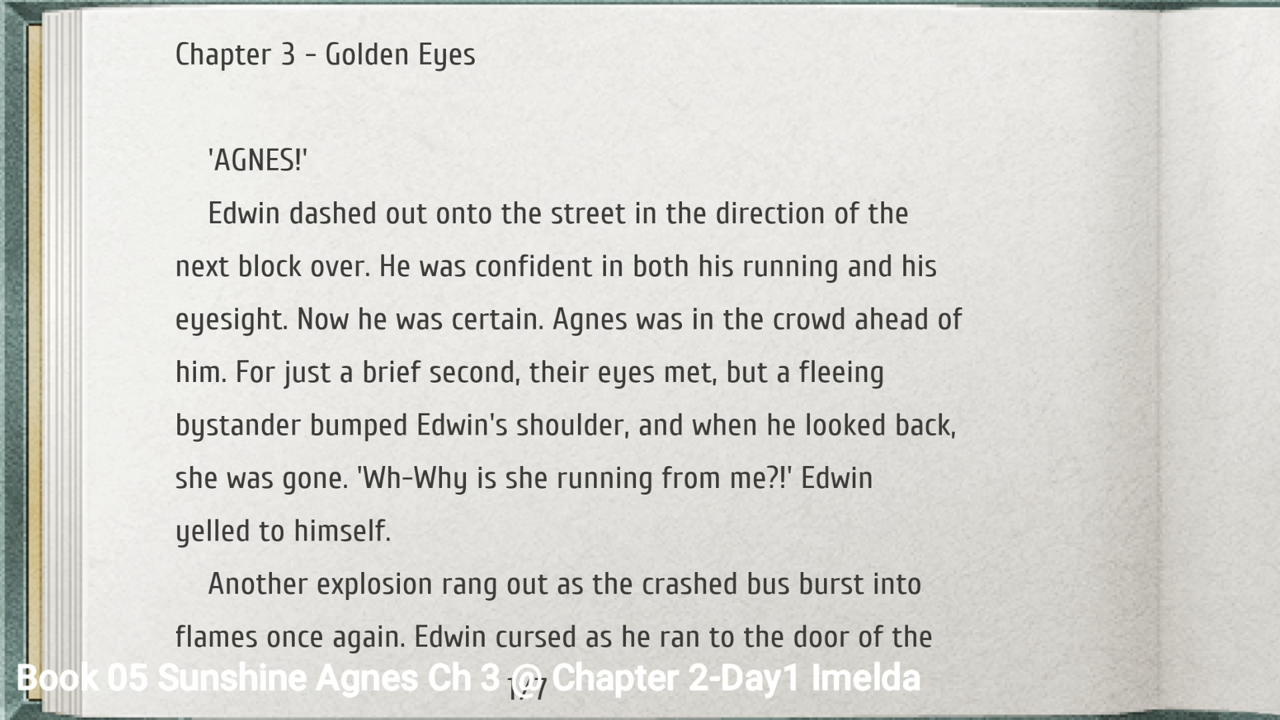 Chapter 3 - Golden Eyes
'AGNES!'
Edwin dashed out onto the street in the direction of the
next block over. He was confident in both his running and his
eyesight. Now he was certain. Agnes was in the crowd ahead of
him. For just a brief second, their eyes met, but a fleeing
bystander bumped Edwin's shoulder, and when he looked back,
she was gone. 'Wh-Why is she running from me?!' Edwin
yelled to himself.
Another explosion rang out as the crashed bus burst into
flames once again. Edwin cursed as he ran to the door of the
Book 05 Sunshine Agnes Ch 3 @ Chapter 2-Day1 Imelda